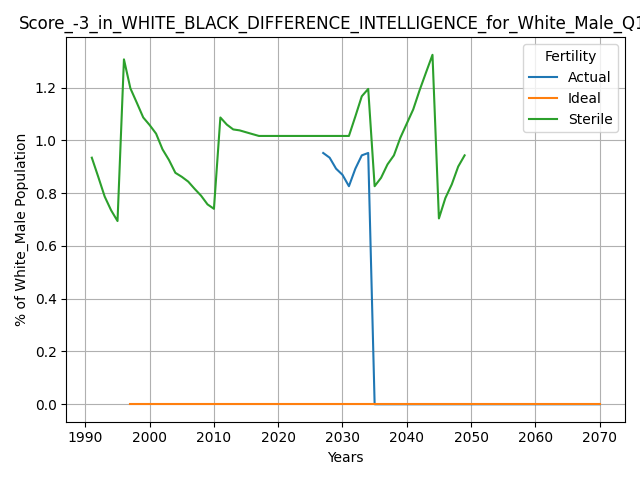 Score_-3_in_WHITE_BLACK_DIFFERENCE_INTELLIGENCE_for_White_Male_Q1
Fertility
Actual
Ideal
Sterile
% of White_Male Population
1.2
1.0
0.8
0.6
0.4
0.2
0.0
1990 2000 2010 2020 2030 2040 2050 2060 2070
Years